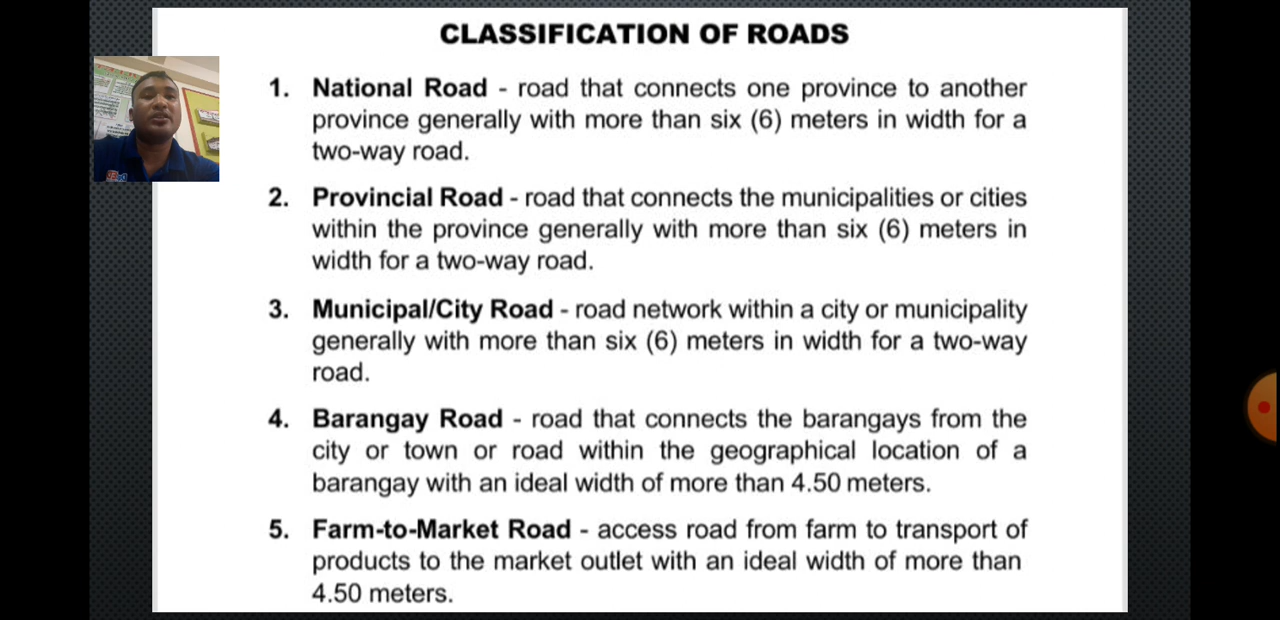 CLASSIFICATION OF ROADS
1. National Road - road that connects one province to another
province generally with more than six (6) meters in width for a
two-way road.
2. Provincial Road - road that connects the municipalities or cities
within the province generally with more than six (6) meters in
width for a two-way road.
3. Municipal/City Road - road network within a city or municipality
generally with more than six (6) meters in width for a two-way
road.
4. Barangay Road - road that connects the barangays from the
city or town or road within the geographical location of a
barangay with an ideal width of more than 4.50 meters.
5. Farm-to-Market Road - access road from farm to transport of
products to the market outlet with an ideal width of more than
4.50 meters.